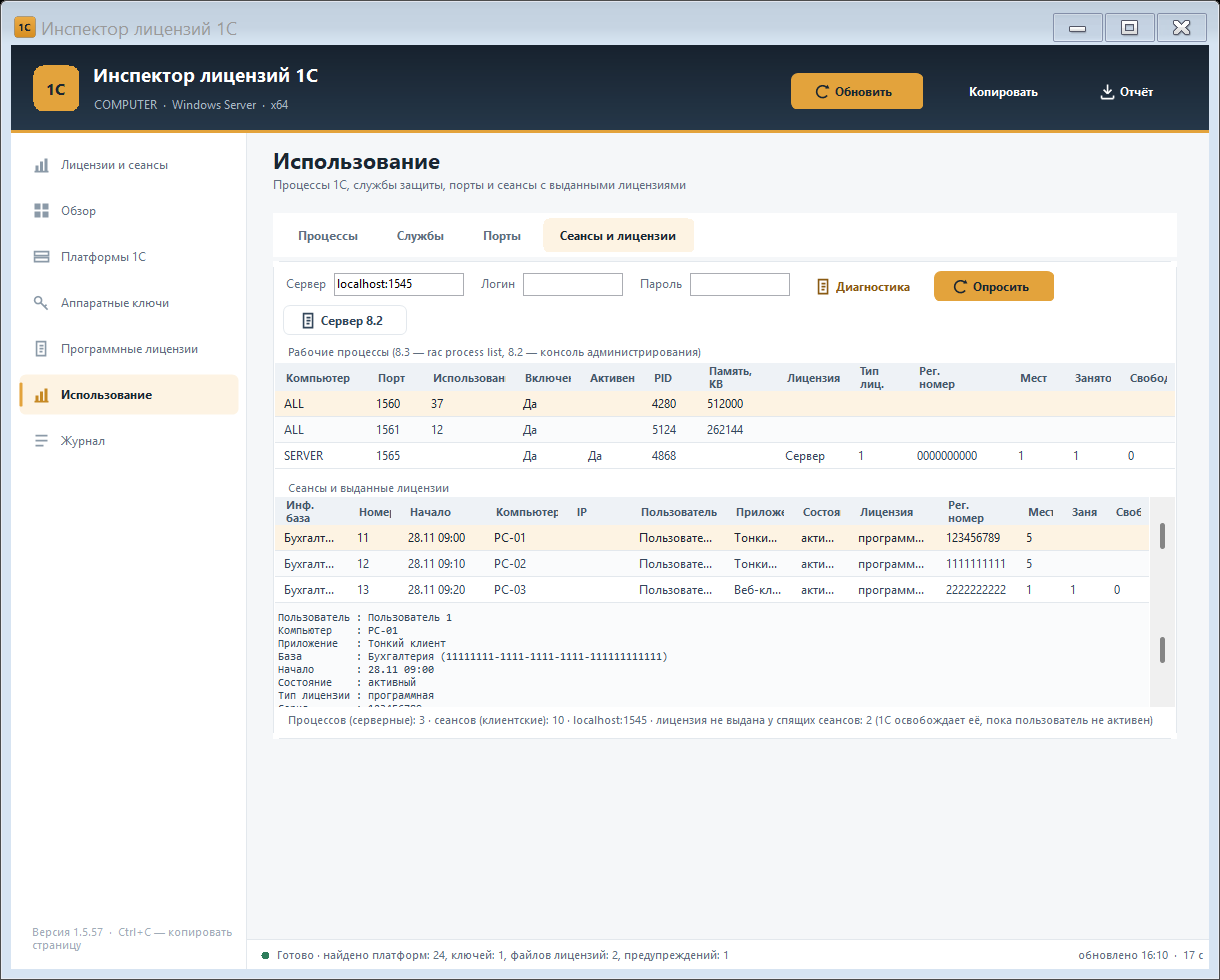 1С Инспектор лицензий 1С
1С
Инспектор лицензий 1С
COMPUTER · Windows Server · x64
Обновить
Копировать
Отчёт
Лицензии и сеансы
Обзор
Платформы 1С
Аппаратные ключи
Программные лицензии
Использование
Журнал
Версия 1.5.57 · Ctrl+C — копировать
страницу
Использование
Процессы 1С, службы защиты, порты и сеансы с выданными лицензиями
Процессы Службы Порты Сеансы и лицензии
Сервер localhost:1545 Логин Пароль Диагностика Опросить
Сервер 8.2
Рабочие процессы (8.3 — rac process list, 8.2 — консоль администрирования)
Компьютер Порт Использован Включен Активен PID Память, КВ Лицензия Тип лиц. Рег. номер Мест Занято Свобод
ALL 1560 37 Да 4280 512000
ALL 1561 12 Да 5124 262144
SERVER 1565 Да Да 4868 Сервер 1 0000000000 1 1 0
Сеансы и выданные лицензии
Инф. база Номер Начало Компьютер IP Пользователь Приложе Состоя Лицензия Рег. номер Мест Заня Своб
Бухгалт... 11 28.11 09:00 PC-01 Пользовате... Тонки... акти... программ... 123456789 5
Бухгалт... 12 28.11 09:10 PC-02 Пользовате... Тонки... акти... программ... 1111111111 5
Бухгалт... 13 28.11 09:20 PC-03 Пользовате... Веб-кл... акти... программ... 2222222222 1 1 0
Пользователь : Пользователь 1
Компьютер : PC-01
Приложение : Тонкий клиент
База : Бухгалтерия (11111111-1111-1111-1111-111111111111)
Начало : 28.11 09:00
Состояние : активный
Тип лицензии : программная
Процессов (серверные): 3 · сеансов (клиентские): 10 · localhost:1545 · лицензия не выдана у спящих сеансов: 2 (1С освобождает её, пока пользователь не активен)
Готово · найдено платформ: 24, ключей: 1, файлов лицензий: 2, предупреждений: 1
обновлено 16:10 · 17 с